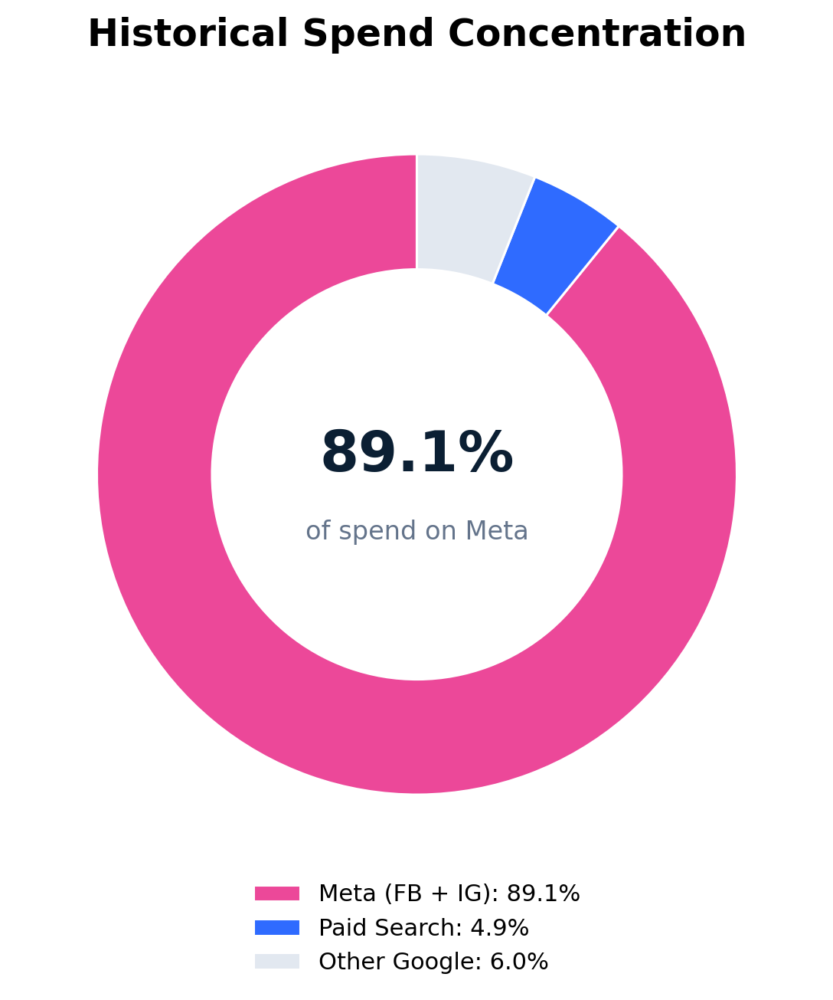 Historical Spend Concentration
89.1%
of spend on Meta
Meta (FB + IG): 89.1%
Paid Search: 4.9%
Other Google: 6.0%